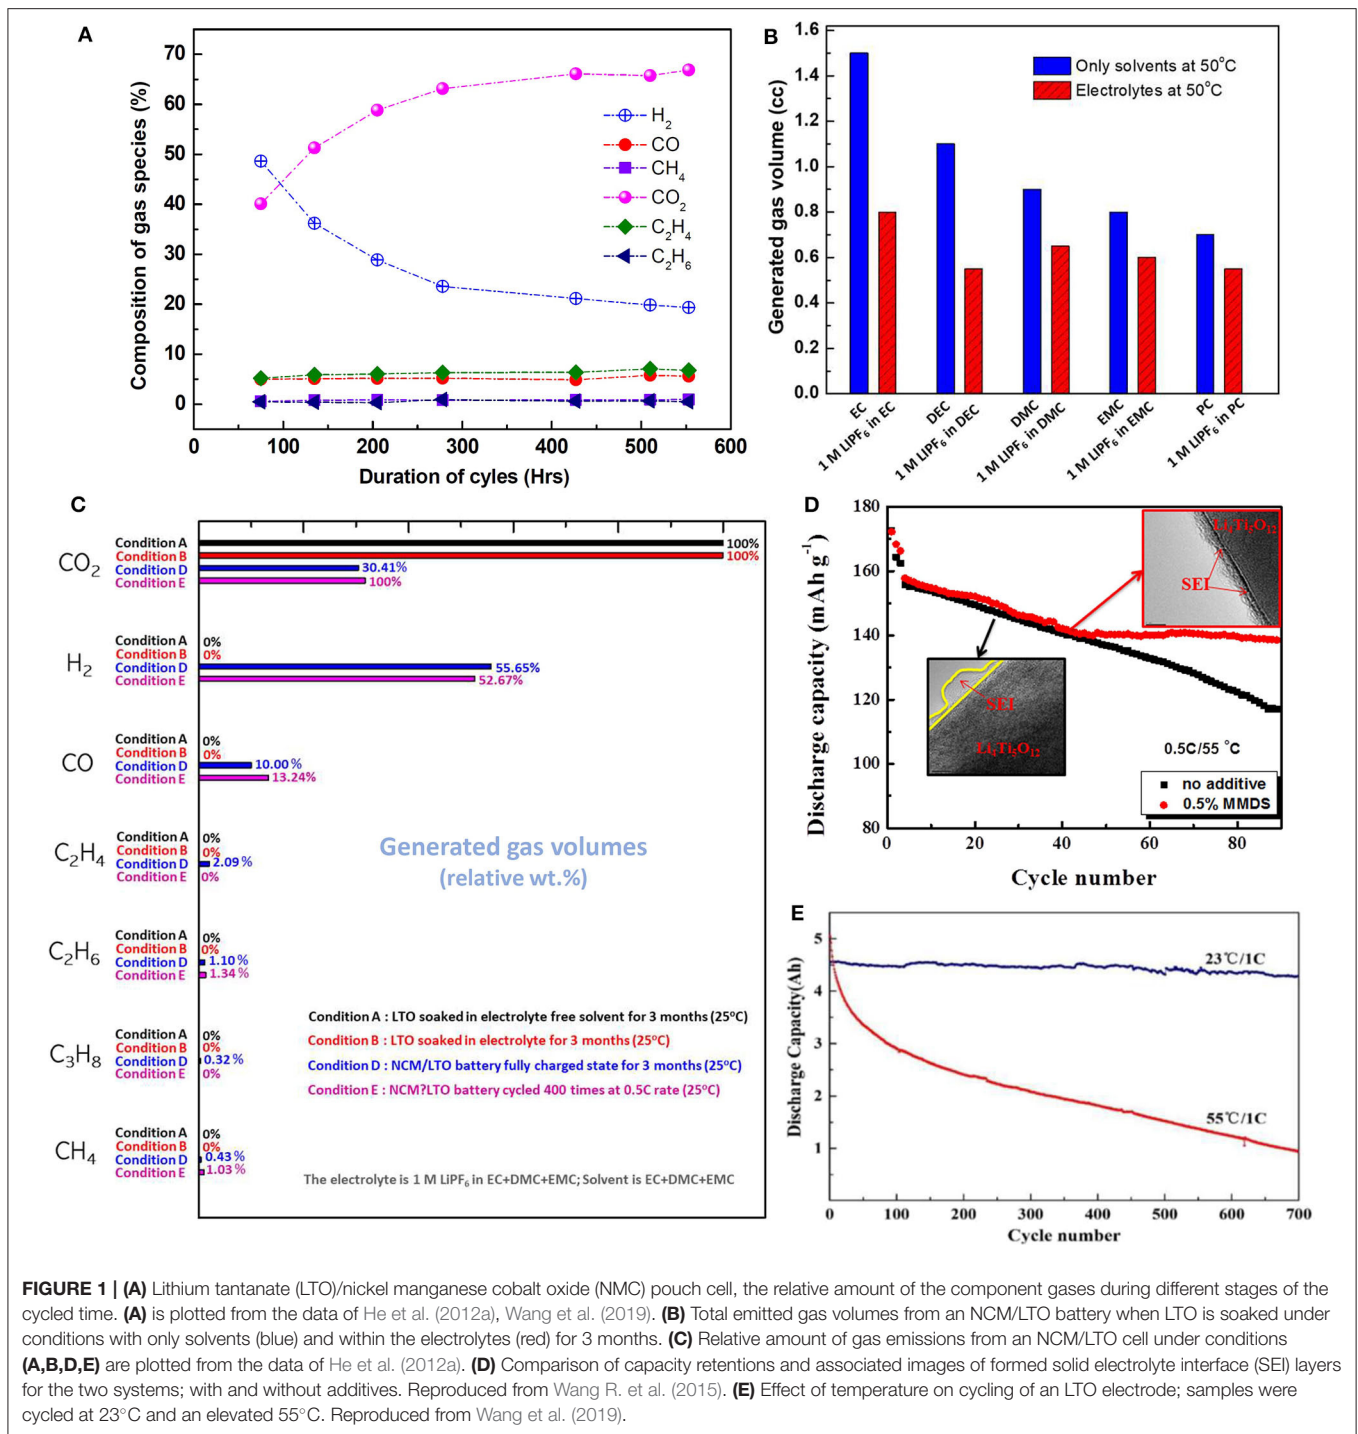 A
Composition of gas species (%)
70
60
50
40
30
20
10
0
H2
CO
CH4
CO2
C2H4
C2H6
0 100 200 300 400 500 600
Duration of cyles (Hrs)
B
Generated gas volume (cc)
1.6
1.4
1.2
1.0
0.8
0.6
0.4
0.2
0.0
Only solvents at 50°C
Electrolytes at 50°C
EC
1 M LIPF6 in EC
DEC
1 M LIPF6 in DEC
DMC
1 M LIPF6 in DMC
EMC
1 M LIPF6 in EMC
PC
1 M LIPF6 in PC
C
CO2
Condition A 100%
Condition B 100%
Condition D 30.41%
Condition E 100%
H2
Condition A 0%
Condition B 0%
Condition D 55.65%
Condition E 52.67%
CO
Condition A 0%
Condition B 0%
Condition D 10.00%
Condition E 13.24%
C2H4
Condition A 0%
Condition B 0%
Condition D 2.09%
Condition E 0%
C2H6
Condition A 0%
Condition B 0%
Condition D 1.10%
Condition E 1.34%
C3H8
Condition A 0%
Condition B 0%
Condition D 0.32%
Condition E 0%
CH4
Condition A 0%
Condition B 0%
Condition D 0.43%
Condition E 1.03%
Generated gas volumes
(relative wt.%)
Condition A : LTO soaked in electrolyte free solvent for 3 months (25°C)
Condition B : LTO soaked in electrolyte for 3 months (25°C)
Condition D : NCM/LTO battery fully charged state for 3 months (25°C)
Condition E : NCM?LTO battery cycled 400 times at 0.5C rate (25°C)
The electrolyte is 1 M LiPF6 in EC+DMC+EMC; Solvent is EC+DMC+EMC
D
Discharge capacity (mAh g-1)
180
160
140
120
100
80
Li4Ti5O12
SEI
SEI
Li4Ti5O12
0.5C/55 °C
no additive
0.5% MMDS
0 20 40 60 80
Cycle number
E
Discharge Capacity(Ah)
5
4
3
2
1
23℃/1C
55℃/1C
0 100 200 300 400 500 600 700
Cycle number
FIGURE 1 | (A) Lithium tantanate (LTO)/nickel manganese cobalt oxide (NMC) pouch cell, the relative amount of the component gases during different stages of the
cycled time. (A) is plotted from the data of He et al. (2012a), Wang et al. (2019). (B) Total emitted gas volumes from an NCM/LTO battery when LTO is soaked under
conditions with only solvents (blue) and within the electrolytes (red) for 3 months. (C) Relative amount of gas emissions from an NCM/LTO cell under conditions
(A,B,D,E) are plotted from the data of He et al. (2012a). (D) Comparison of capacity retentions and associated images of formed solid electrolyte interface (SEI) layers
for the two systems; with and without additives. Reproduced from Wang R. et al. (2015). (E) Effect of temperature on cycling of an LTO electrode; samples were
cycled at 23°C and an elevated 55°C. Reproduced from Wang et al. (2019).